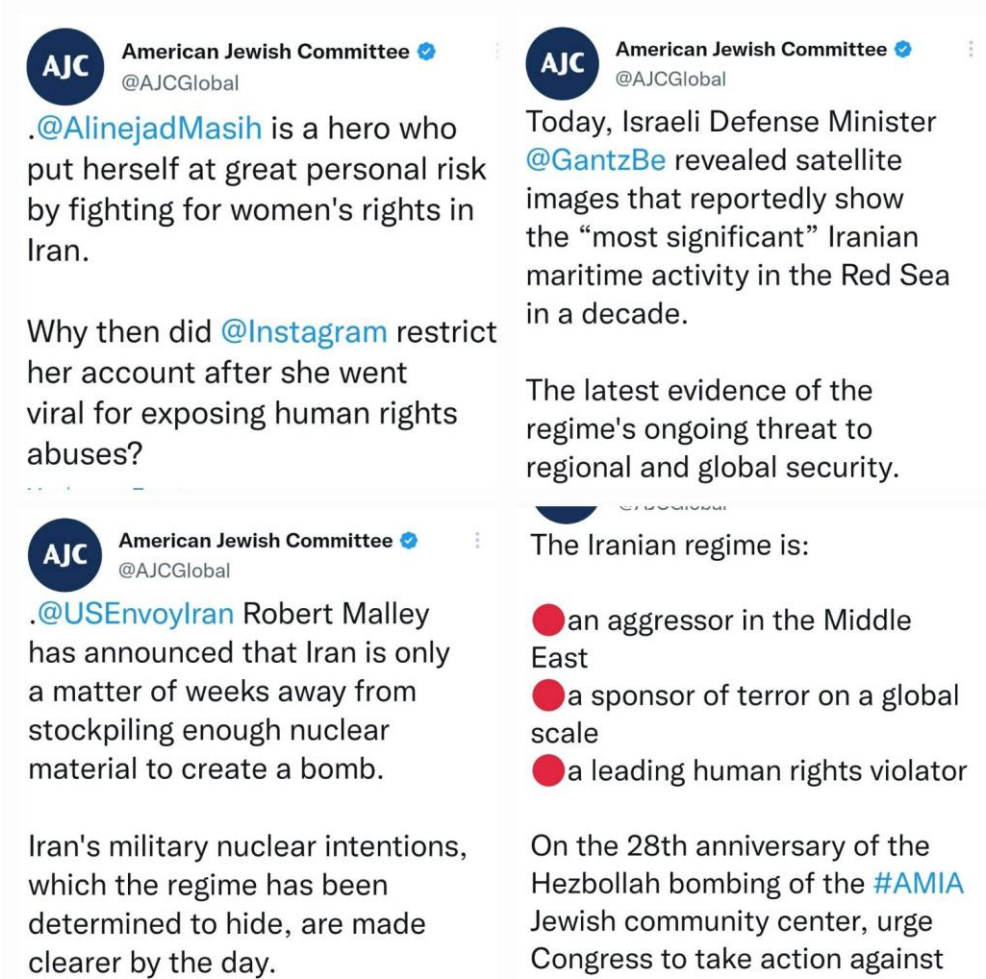 AJC
American Jewish Committee
@AJCGlobal
.@AlinejadMasih is a hero who
put herself at great personal risk
by fighting for women's rights in
Iran.
Why then did @Instagram restrict
her account after she went
viral for exposing human rights
abuses?
AJC
American Jewish Committee
@AJCGlobal
Today, Israeli Defense Minister
@GantzBe revealed satellite
images that reportedly show
the “most significant” Iranian
maritime activity in the Red Sea
in a decade.
The latest evidence of the
regime's ongoing threat to
regional and global security.
AJC
American Jewish Committee
@AJCGlobal
.@USEnvoyIran Robert Malley
has announced that Iran is only
a matter of weeks away from
stockpiling enough nuclear
material to create a bomb.
Iran's military nuclear intentions,
which the regime has been
determined to hide, are made
clearer by the day.
The Iranian regime is:
🔴an aggressor in the Middle
East
🔴a sponsor of terror on a global
scale
🔴a leading human rights violator
On the 28th anniversary of the
Hezbollah bombing of the #AMIA
Jewish community center, urge
Congress to take action against